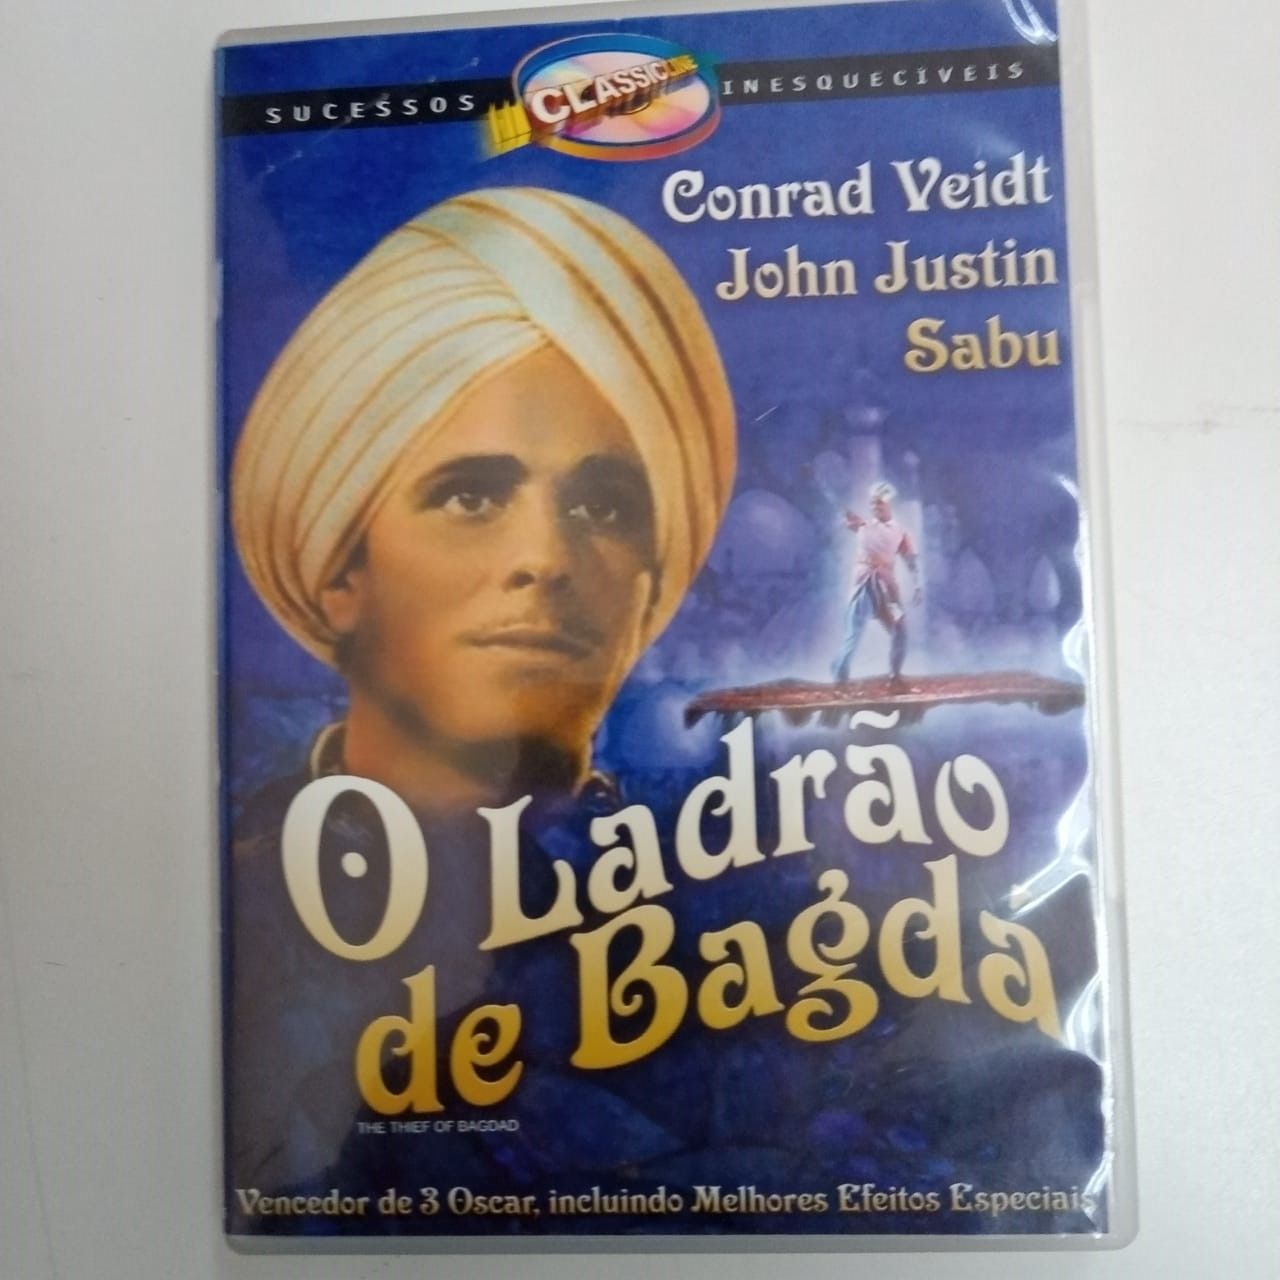 SUCESSOS CLASSICLINE INESQUECÍVEIS
Conrad Veidt
John Justin
Sabu
O Ladrão
de Bagdá
THE THIEF OF BAGDAD
Vencedor de 3 Oscar, incluindo Melhores Efeitos Especiais